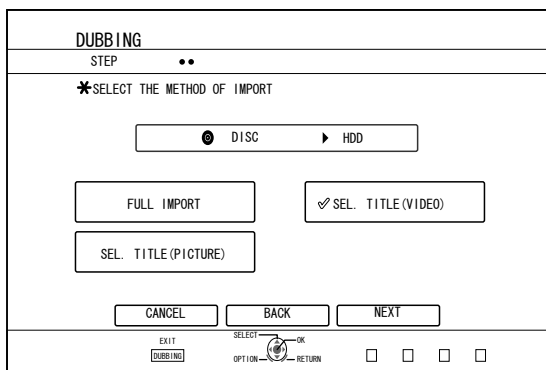 DUBBING
STEP
SELECT THE METHOD OF IMPORT
DISC HDD
FULL IMPORT
SEL. TITLE(VIDEO)
SEL. TITLE(PICTURE)
CANCEL BACK NEXT
EXIT
DUBBING
SELECT OK
OPTION RETURN